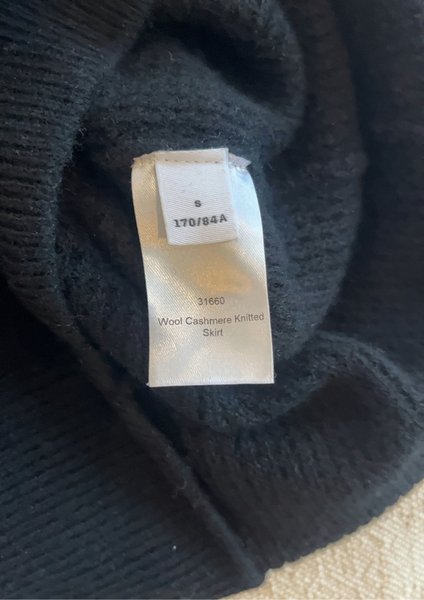 S
170/84A
31660
Wool Cashmere Knitted
Skirt